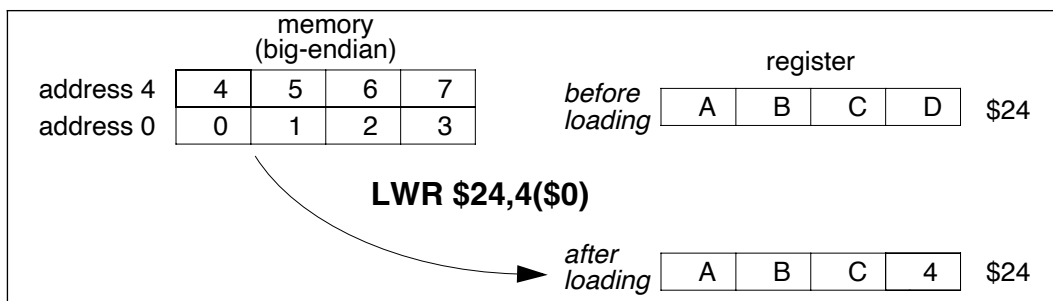 memory
(big-endian)
register
address 4 4 5 6 7
before
loading A B C D $24
address 0 0 1 2 3
LWR $24,4($0)
after
loading A B C 4 $24